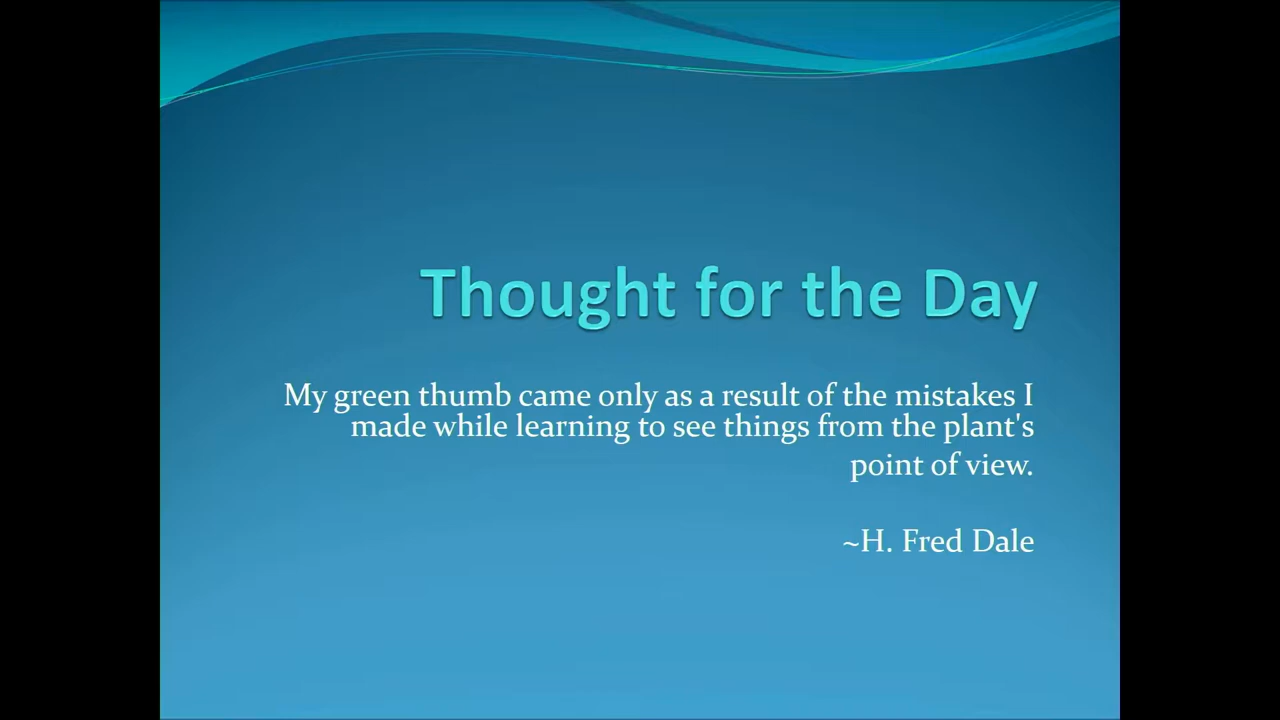 Thought for the Day
My green thumb came only as a result of the mistakes I
made while learning to see things from the plant's
point of view.
~H. Fred Dale